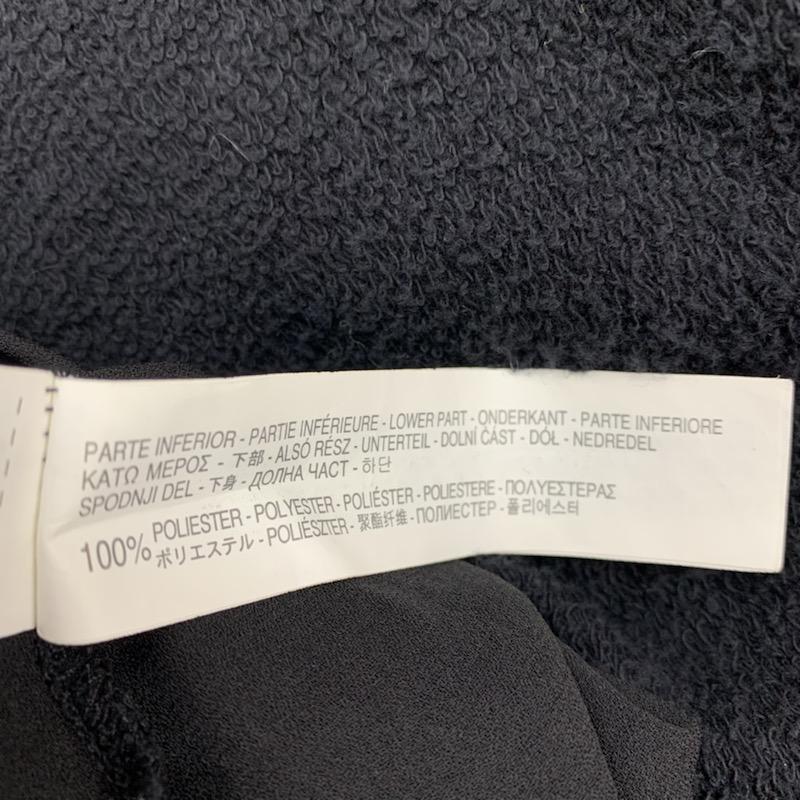 PARTE INFERIOR - PARTIE INFÉRIEURE - LOWER PART - ONDERKANT - PARTE INFERIORE
ΚΑΤΩ ΜΕΡΟΣ - 下部 - ALSÓ RÉSZ - UNTERTEIL - DOLNÍ ČÁST - DÓŁ - NEDREDEL
SPODNJI DEL - 下身 - ДОЛНА ЧАСТ - 하단
100% POLIESTER - POLYESTER - POLIÉSTER - POLIESTERE - ΠΟΛΥΕΣΤΕΡΑΣ
ポリエステル - POLIÉSZTER - 聚酯纤维 - ПОЛИЕСТЕР - 폴리에스터